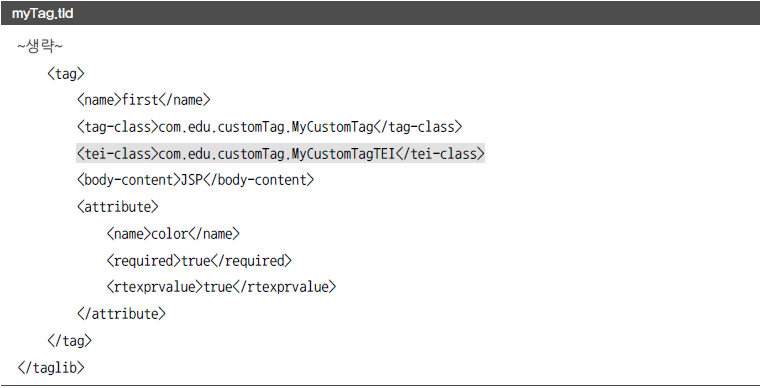 myTag.tld
~생략~
<tag>
<name>first</name>
<tag-class>com.edu.customTag.MyCustomTag</tag-class>
<tei-class>com.edu.customTag.MyCustomTagTEI</tei-class>
<body-content>JSP</body-content>
<attribute>
<name>color</name>
<required>true</required>
<rtexprvalue>true</rtexprvalue>
</attribute>
</tag>
</taglib>